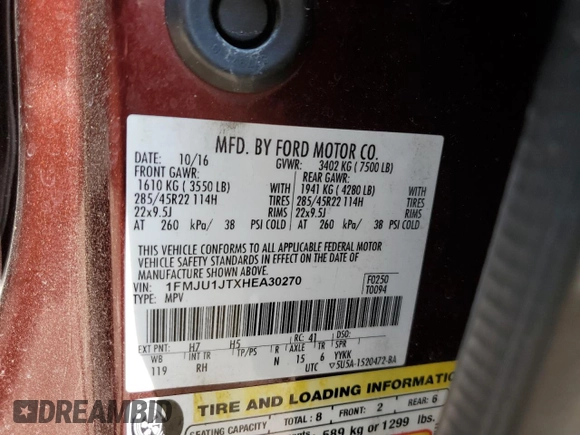 MFD. BY FORD MOTOR CO.
DATE: 10/16 GVWR: 3402 KG ( 7500 LB)
FRONT GAWR: REAR GAWR:
1610 KG ( 3550 LB) WITH 1941 KG ( 4280 LB) WITH
285/45R22 114H TIRES 285/45R22 114H TIRES
22x9.5J RIMS 22x9.5J RIMS
AT 260 kPa/ 38 PSI COLD AT 260 kPa/ 38 PSI COLD
THIS VEHICLE CONFORMS TO ALL APPLICABLE FEDERAL MOTOR
VEHICLE SAFETY STANDARDS IN EFFECT ON THE DATE OF
MANUFACTURE SHOWN ABOVE.
VIN: 1FMJU1JTXHEA30270 F0250
TYPE: MPV T0094
EXT PNT: H7 H5 RC: 41 DSO:
WB INT TR TP/PS R AXLE TR SPR
119 RH N 15 6 YYKK
UTC 5U5A-1520472-BA
TIRE AND LOADING INFORMATION
SEATING CAPACITY TOTAL : 8 FRONT: 2 REAR: 6
589 kg or 1299 lbs.
DREAMBID